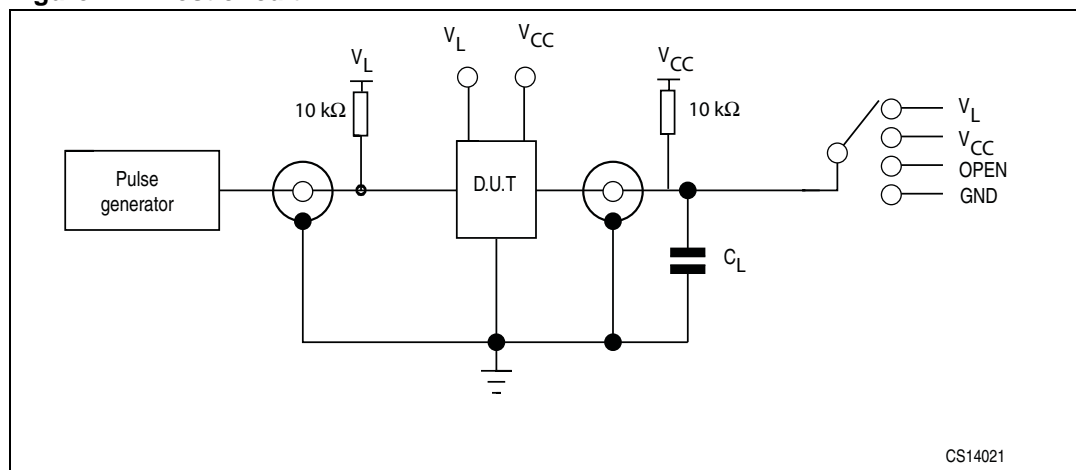 V_L
V_CC
V_L
V_CC
10 kΩ
10 kΩ
V_L
V_CC
OPEN
GND
Pulse
generator
D.U.T
C_L
CS14021